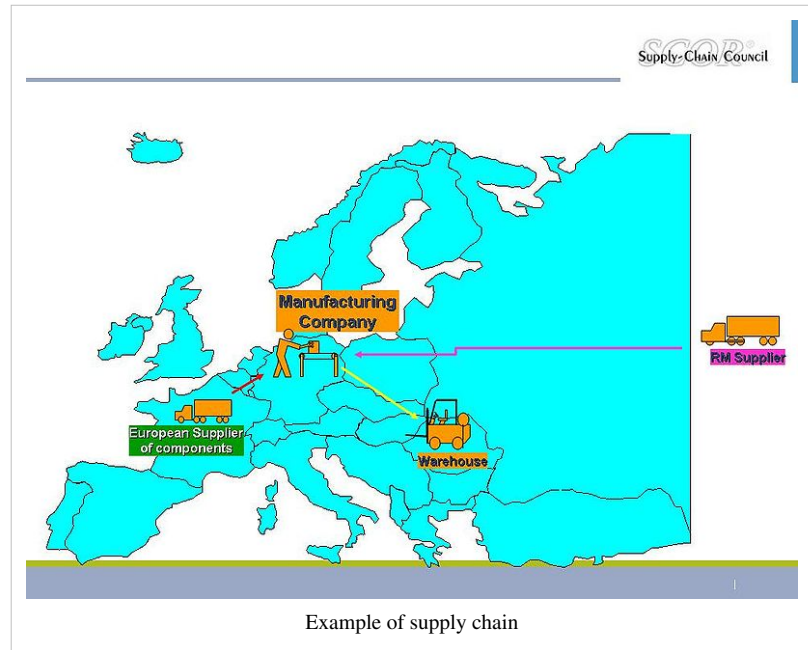 SCOR®
Supply-Chain Council
Manufacturing
Company
RM Supplier
European Supplier
of components
Warehouse
Example of supply chain